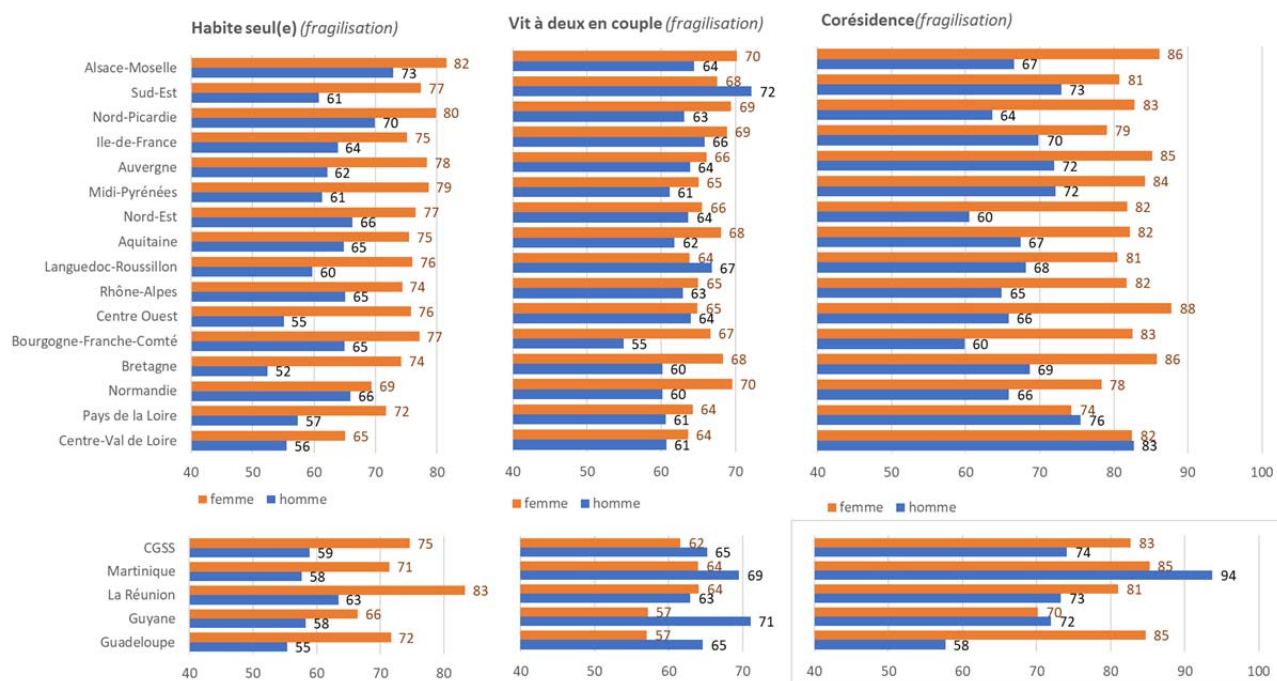 Habite seul(e) (fragilisation)
Vit à deux en couple (fragilisation)
Corésidence(fragilisation)
Alsace-Moselle 82 73 70 64 86 67
Sud-Est 77 61 68 72 81 73
Nord-Picardie 80 70 69 63 83 64
Ile-de-France 75 64 69 66 79 70
Auvergne 78 62 66 64 85 72
Midi-Pyrénées 79 61 65 61 84 72
Nord-Est 77 66 66 64 82 60
Aquitaine 75 65 68 62 82 67
Languedoc-Roussillon 76 60 64 67 81 68
Rhône-Alpes 74 65 65 63 82 65
Centre Ouest 76 55 65 64 88 66
Bourgogne-Franche-Comté 77 65 67 55 83 60
Bretagne 74 52 68 60 86 69
Normandie 69 66 70 60 78 66
Pays de la Loire 72 57 64 61 74 76
Centre-Val de Loire 65 56 64 61 82 83
40 50 60 70 80
40 50 60 70
40 50 60 70 80 90 100
femme homme
femme homme
femme homme
CGSS 75 59 62 65 83 74
Martinique 71 58 64 69 85 94
La Réunion 83 63 64 63 81 73
Guyane 66 58 57 71 70 72
Guadeloupe 72 55 57 65 85 58
40 50 60 70 80
40 50 60 70
40 50 60 70 80 90 100